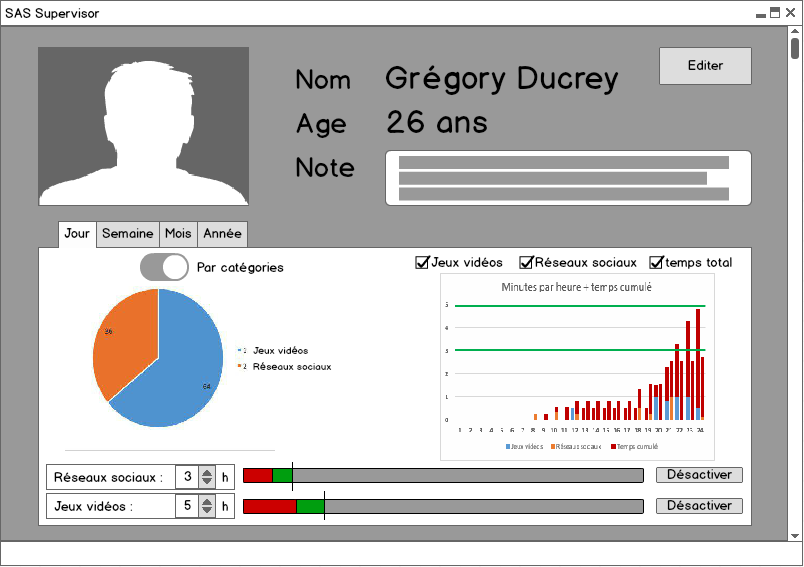 SAS Supervisor
Nom Grégory Ducrey
Editer
Age 26 ans
Note
Jour Semaine Mois Année
Par catégories
Jeux vidéos Réseaux sociaux temps total
36
64
1 Jeux vidéos
2 Réseaux sociaux
Minutes par heure + temps cumulé
5
4
3
2
1
0
1 2 3 4 5 6 7 8 9 10 11 12 13 14 15 16 17 18 19 20 21 22 23 24
Jeux videos Réseaux sociaux Temps cumulé
Réseaux sociaux : 3 h Désactiver
Jeux vidéos : 5 h Désactiver